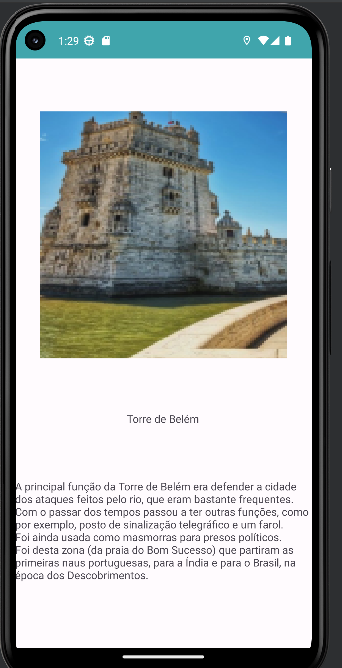 1:29
Torre de Belém
A principal função da Torre de Belém era defender a cidade
dos ataques feitos pelo rio, que eram bastante frequentes.
Com o passar dos tempos passou a ter outras funções, como
por exemplo, posto de sinalização telegráfico e um farol.
Foi ainda usada como masmorras para presos políticos.
Foi desta zona (da praia do Bom Sucesso) que partiram as
primeiras naus portuguesas, para a Índia e para o Brasil, na
época dos Descobrimentos.